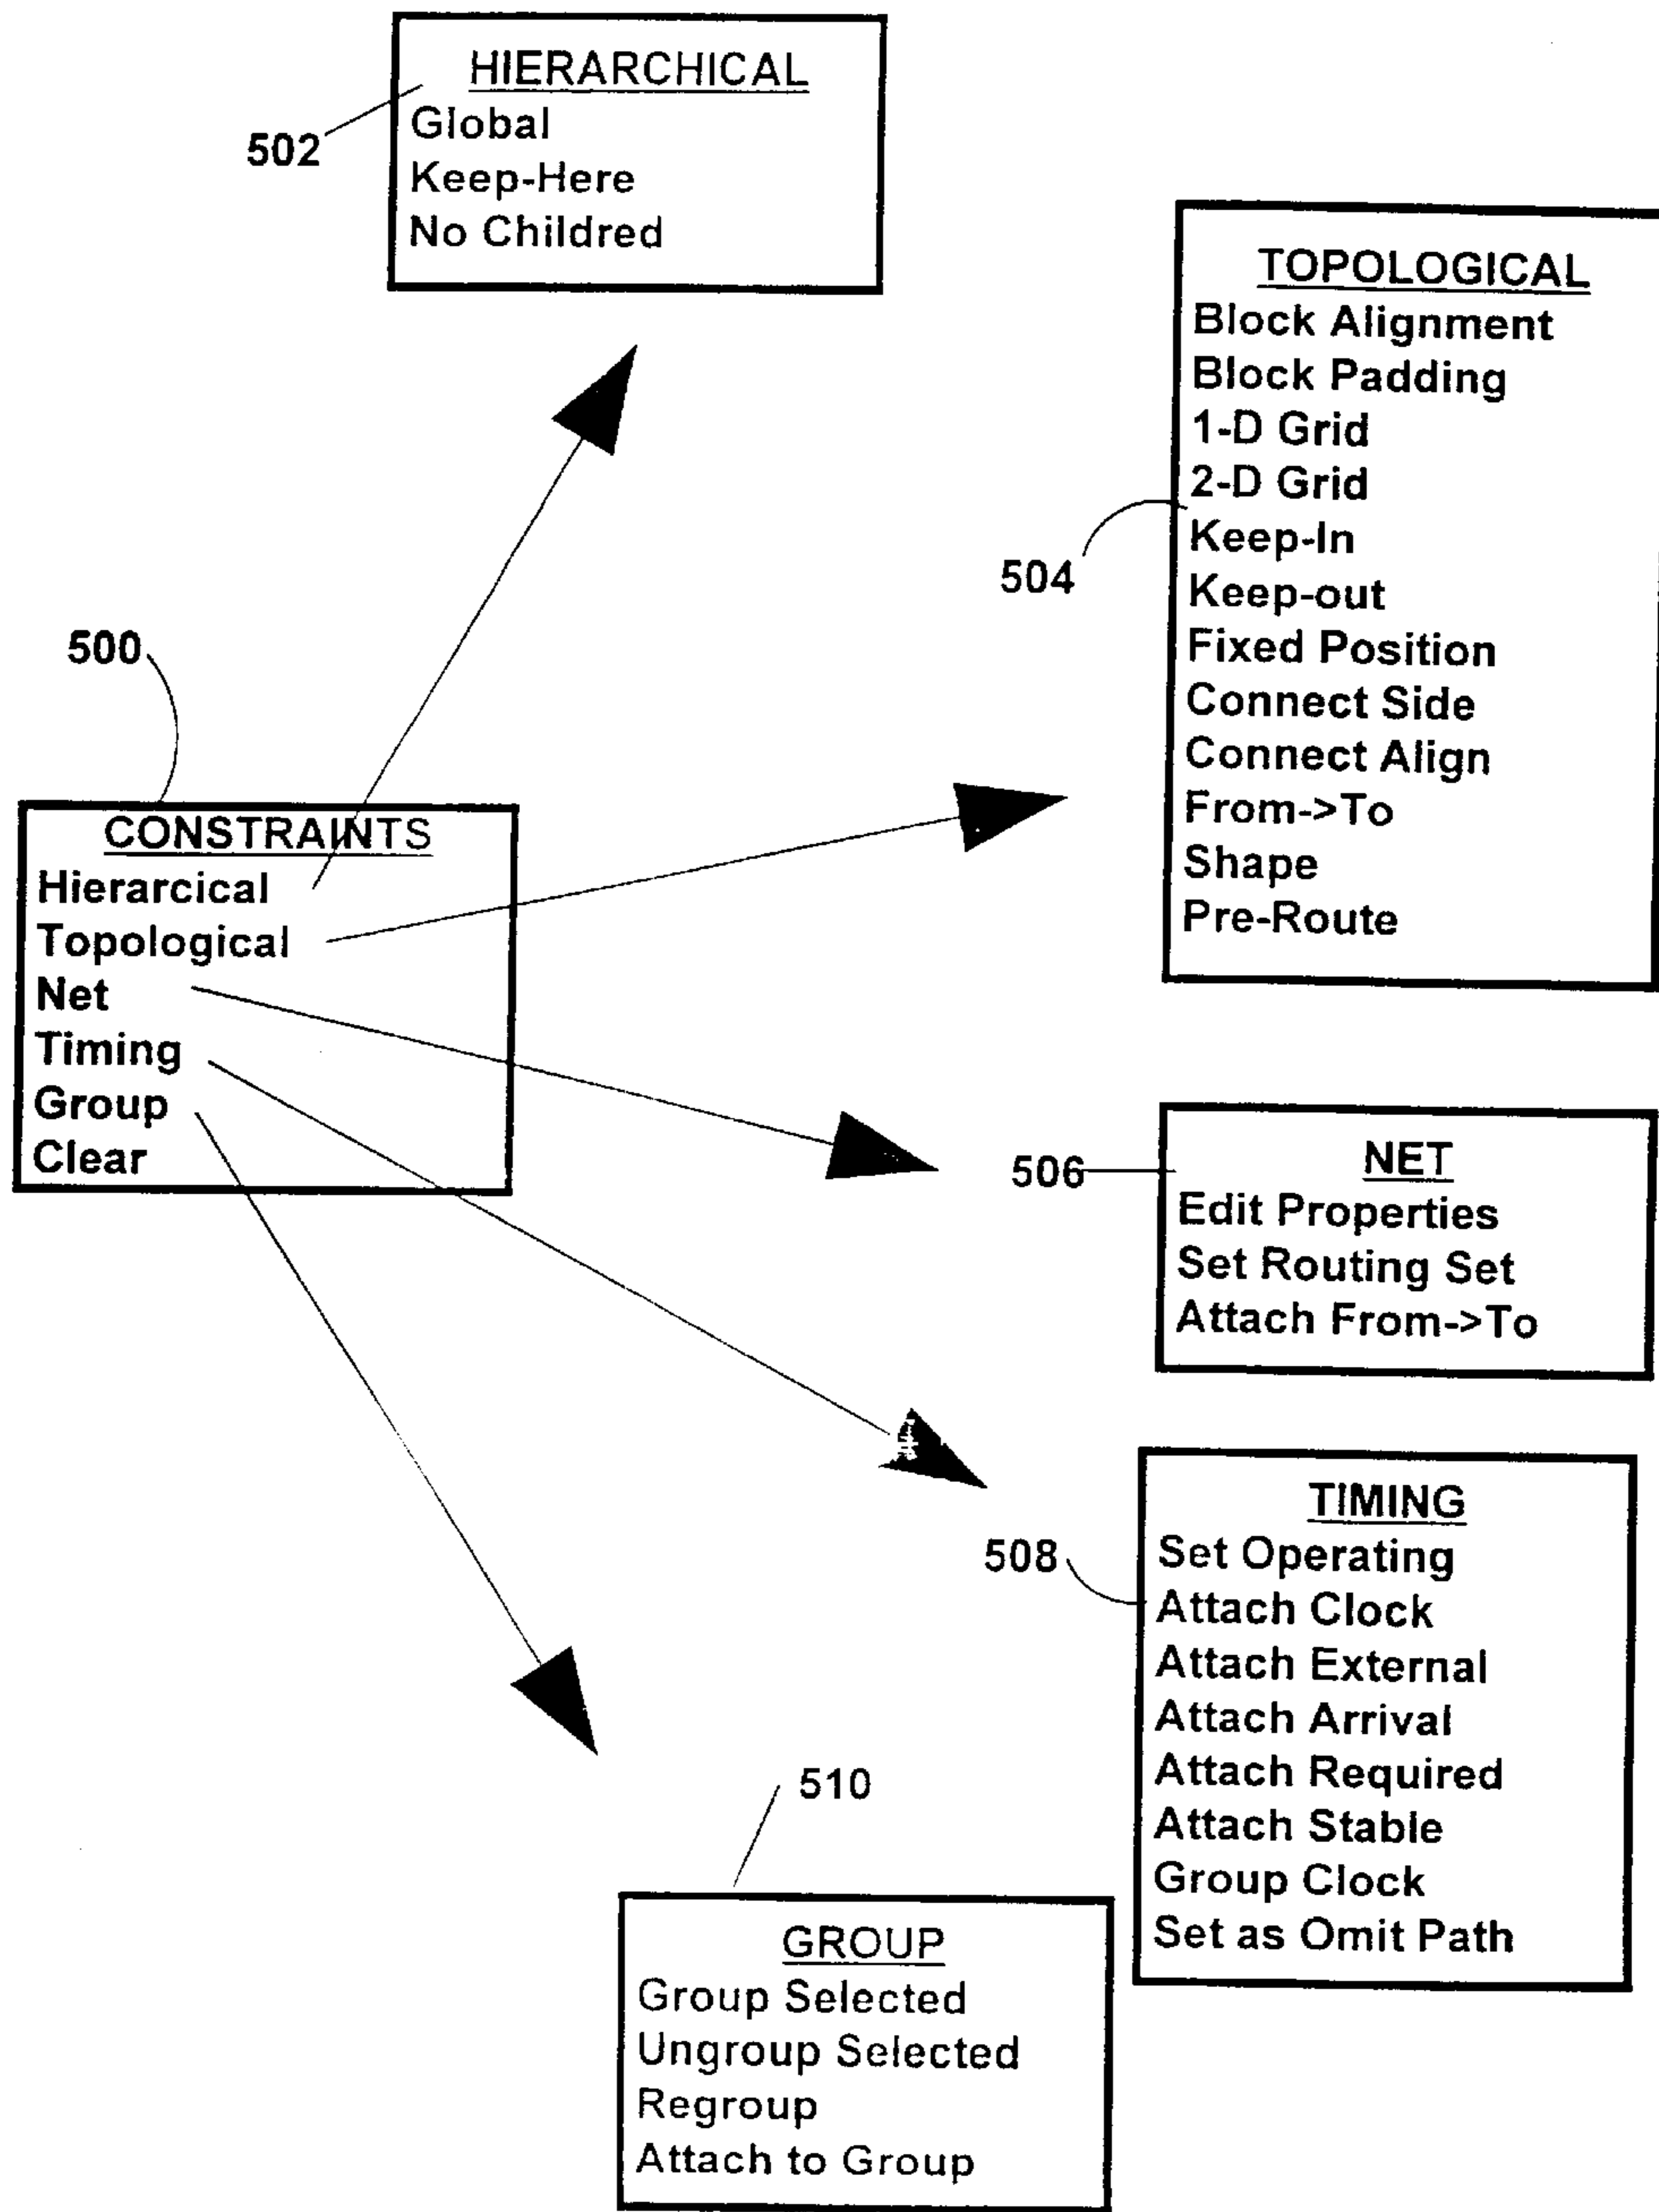 HIERARCHICAL
Global
Keep-Here
No Childred
502
TOPOLOGICAL
Block Alignment
Block Padding
1-D Grid
2-D Grid
Keep-In
Keep-out
Fixed Position
Connect Side
Connect Align
From->To
Shape
Pre-Route
504
500
CONSTRAINTS
Hierarcical
Topological
Net
Timing
Group
Clear
506
NET
Edit Properties
Set Routing Set
Attach From->To
508
TIMING
Set Operating
Attach Clock
Attach External
Attach Arrival
Attach Required
Attach Stable
Group Clock
Set as Omit Path
510
GROUP
Group Selected
Ungroup Selected
Regroup
Attach to Group